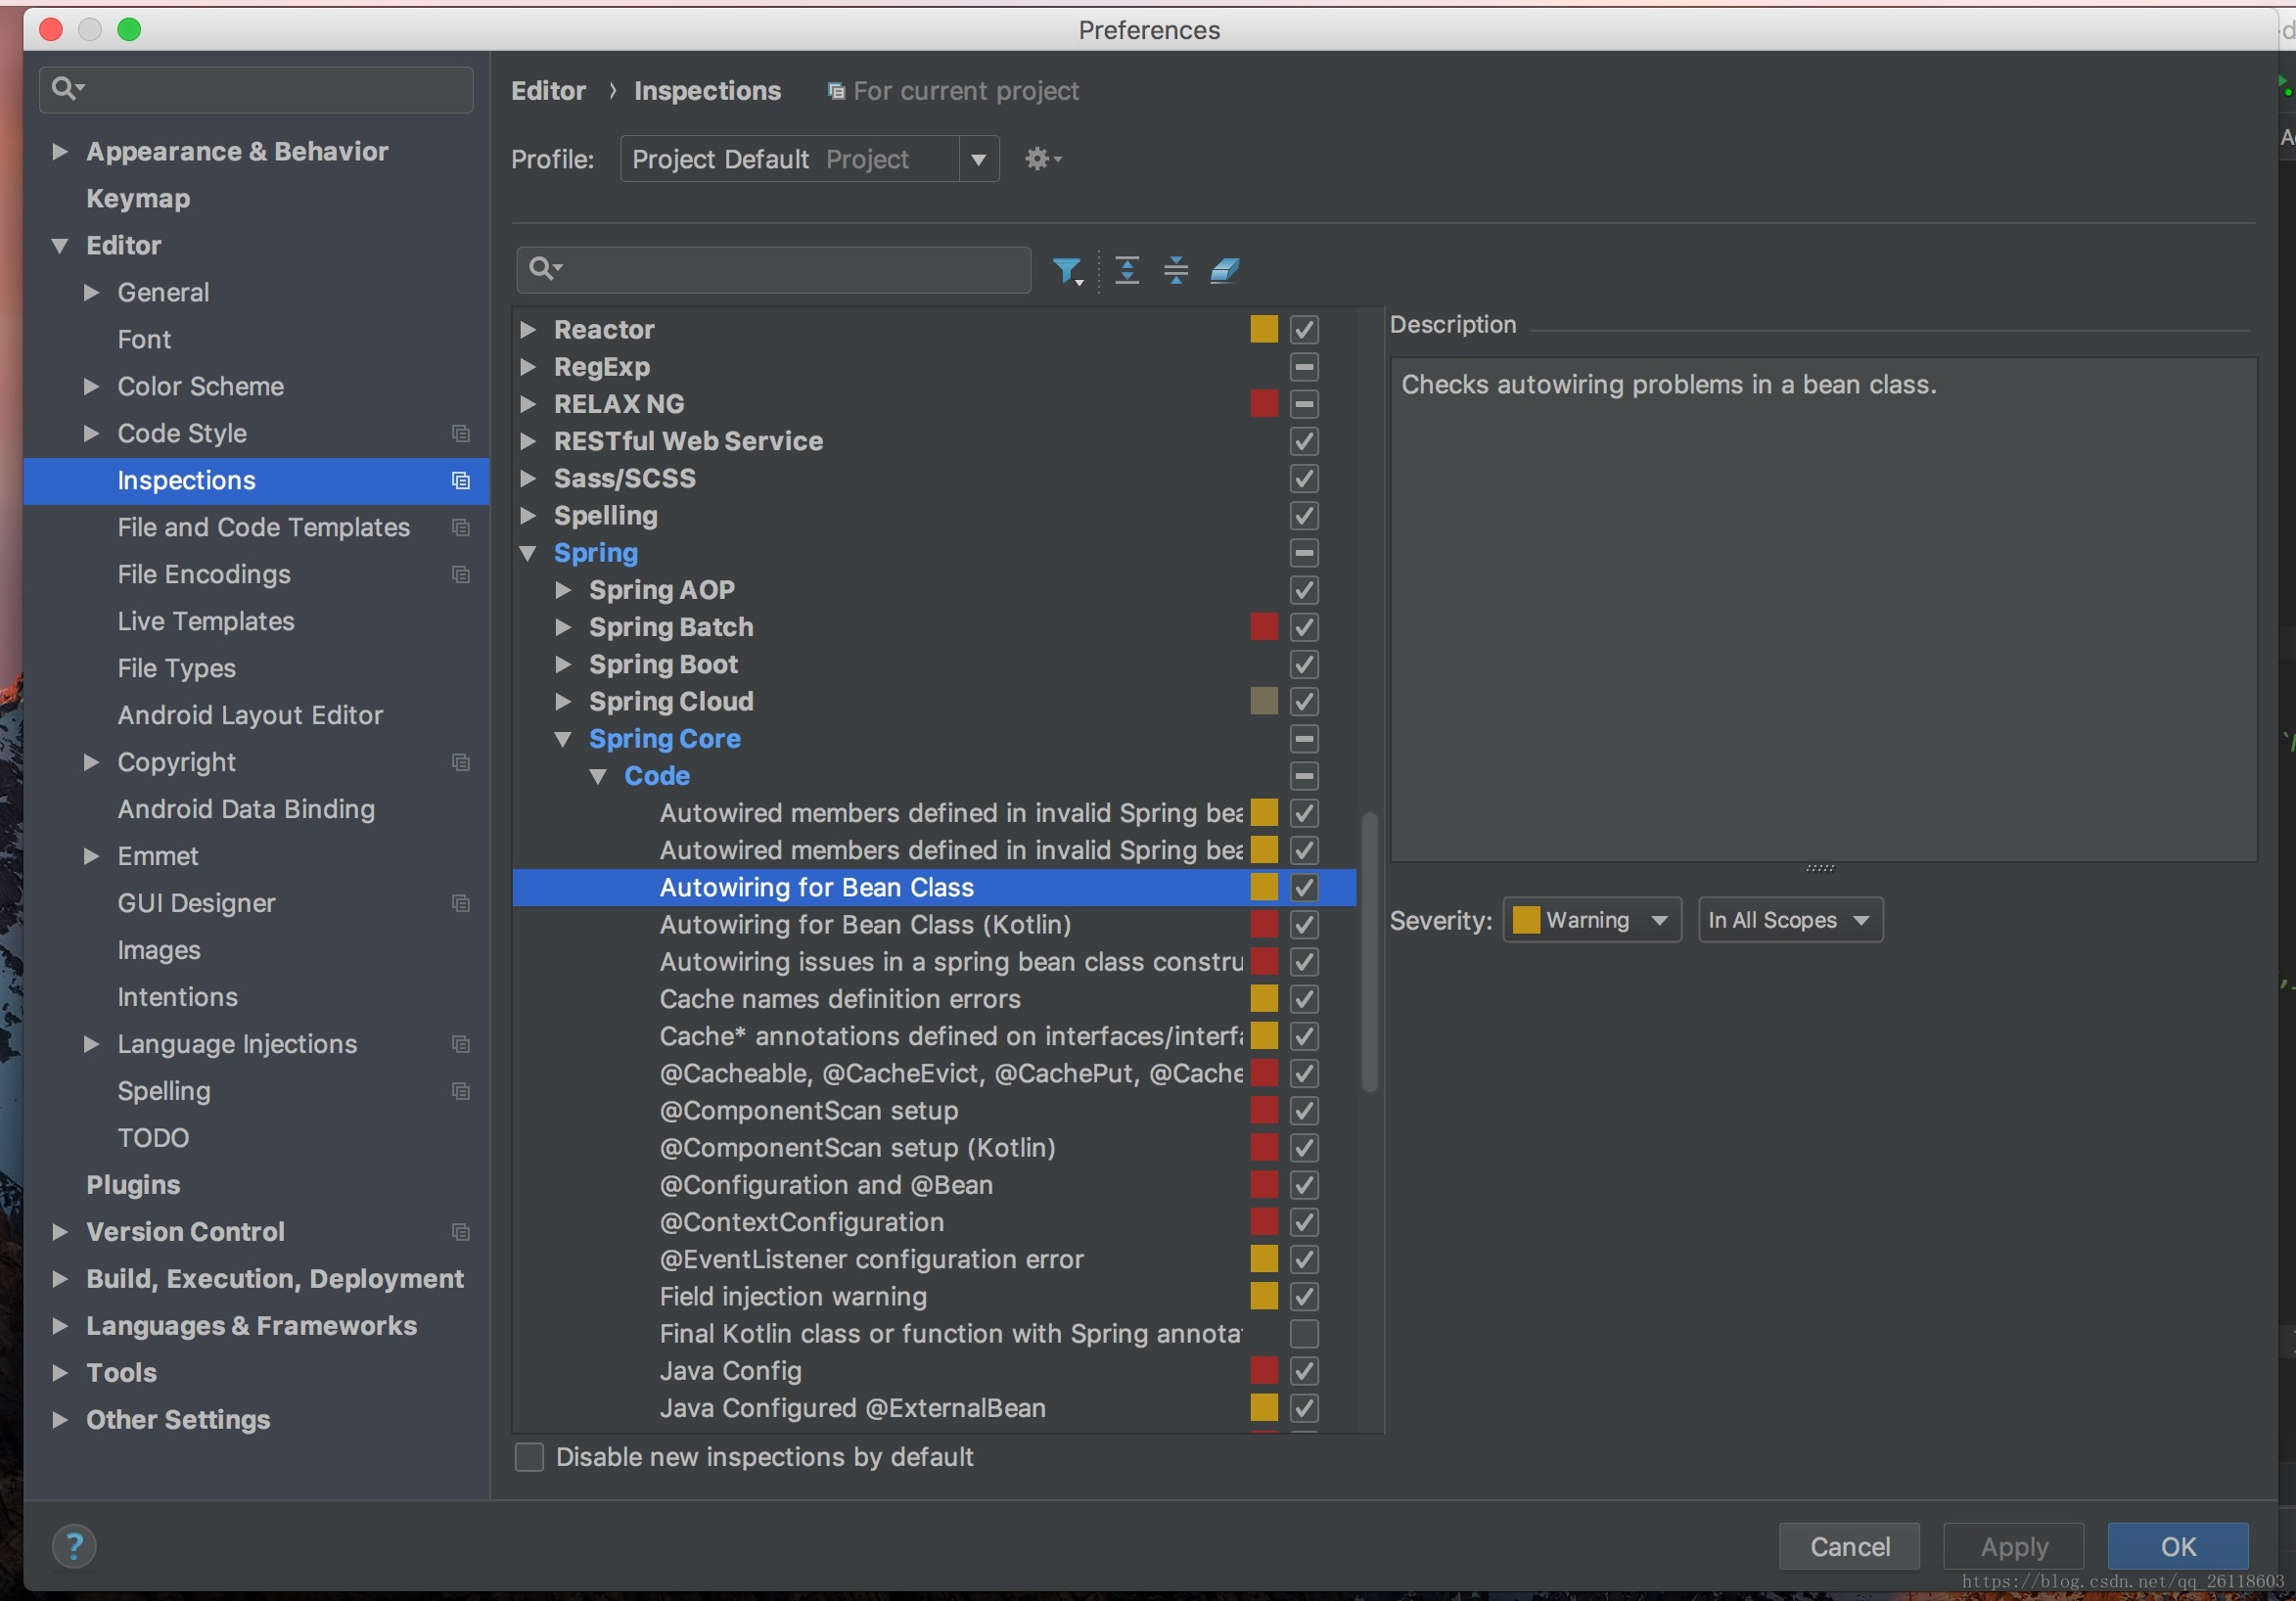 Preferences
Editor › Inspections For current project
Profile: Project Default Project
Appearance & Behavior
Keymap
Editor
General
Font
Color Scheme
Code Style
Inspections
File and Code Templates
File Encodings
Live Templates
File Types
Android Layout Editor
Copyright
Android Data Binding
Emmet
GUI Designer
Images
Intentions
Language Injections
Spelling
TODO
Plugins
Version Control
Build, Execution, Deployment
Languages & Frameworks
Tools
Other Settings
Reactor
RegExp
RELAX NG
RESTful Web Service
Sass/SCSS
Spelling
Spring
Spring AOP
Spring Batch
Spring Boot
Spring Cloud
Spring Core
Code
Autowired members defined in invalid Spring bea
Autowired members defined in invalid Spring bea
Autowiring for Bean Class
Autowiring for Bean Class (Kotlin)
Autowiring issues in a spring bean class constru
Cache names definition errors
Cache* annotations defined on interfaces/interfa
@Cacheable, @CacheEvict, @CachePut, @Cache
@ComponentScan setup
@ComponentScan setup (Kotlin)
@Configuration and @Bean
@ContextConfiguration
@EventListener configuration error
Field injection warning
Final Kotlin class or function with Spring annota
Java Config
Java Configured @ExternalBean
Disable new inspections by default
Description
Checks autowiring problems in a bean class.
Severity: Warning In All Scopes
? Cancel Apply OK
https://blog.csdn.net/qq_26118603